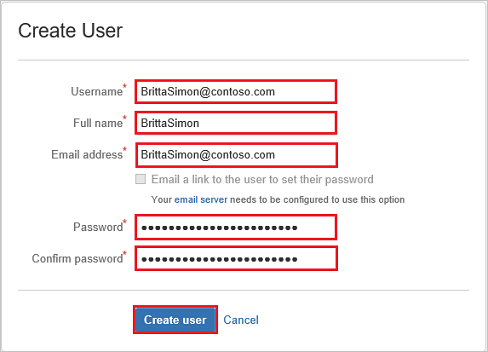 Create User
Username* BrittaSimon@contoso.com
Full name* BrittaSimon
Email address* BrittaSimon@contoso.com
Email a link to the user to set their password
Your email server needs to be configured to use this option
Password* ●●●●●●●●●●●●●●●●●●●●●●●
Confirm password* ●●●●●●●●●●●●●●●●●●●●●●●
Create user Cancel